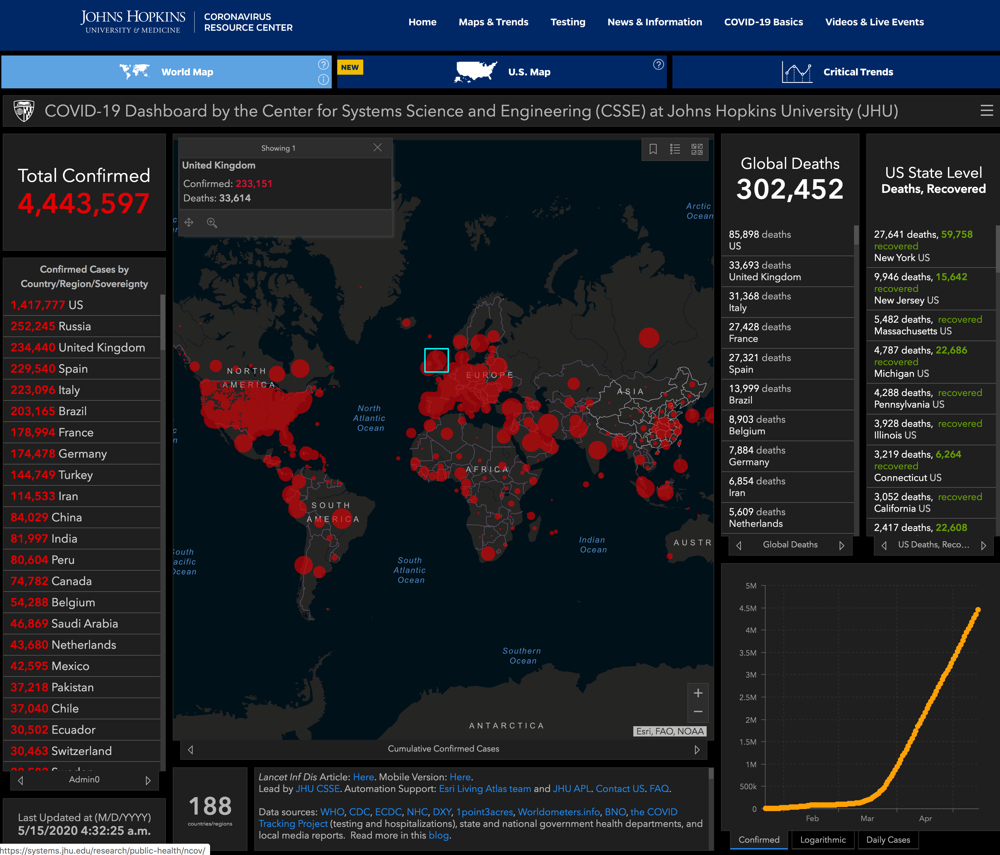 JOHNS HOPKINS
UNIVERSITY & MEDICINE
CORONAVIRUS
RESOURCE CENTER
Home
Maps & Trends
Testing
News & Information
COVID-19 Basics
Videos & Live Events
World Map
NEW
U.S. Map
Critical Trends
COVID-19 Dashboard by the Center for Systems Science and Engineering (CSSE) at Johns Hopkins University (JHU)
Total Confirmed
4,443,597
Confirmed Cases by
Country/Region/Sovereignty
1,417,777 US
252,245 Russia
234,440 United Kingdom
229,540 Spain
223,096 Italy
203,165 Brazil
178,994 France
174,478 Germany
144,749 Turkey
114,533 Iran
84,029 China
81,997 India
80,604 Peru
74,782 Canada
54,288 Belgium
46,869 Saudi Arabia
43,680 Netherlands
42,595 Mexico
37,218 Pakistan
37,040 Chile
30,502 Ecuador
30,463 Switzerland
Admin0
Last Updated at (M/D/YYYY)
5/15/2020 4:32:25 a.m.
https://systems.jhu.edu/research/public-health/ncov/
Showing 1
United Kingdom
Confirmed: 233,151
Deaths: 33,614
Arctic
Ocean
NORTH
AMERICA
EUROPE
ASIA
North
Atlantic
Ocean
AFRICA
SOUTH
AMERICA
Indian
Ocean
AUSTR
South
acific
Ocean
South
Atlantic
Ocean
Southern
Ocean
ANTARCTICA
+
−
Esri, FAO, NOAA
Cumulative Confirmed Cases
188
countries/regions
Lancet Inf Dis Article: Here. Mobile Version: Here.
Lead by JHU CSSE. Automation Support: Esri Living Atlas team and JHU APL. Contact US. FAQ.
Data sources: WHO, CDC, ECDC, NHC, DXY, 1point3acres, Worldometers.info, BNO, the COVID
Tracking Project (testing and hospitalizations), state and national government health departments, and
local media reports. Read more in this blog.
Global Deaths
302,452
85,898 deaths
US
33,693 deaths
United Kingdom
31,368 deaths
Italy
27,428 deaths
France
27,321 deaths
Spain
13,999 deaths
Brazil
8,903 deaths
Belgium
7,884 deaths
Germany
6,854 deaths
Iran
5,609 deaths
Netherlands
Global Deaths
US State Level
Deaths, Recovered
27,641 deaths, 59,758
recovered
New York US
9,946 deaths, 15,642
recovered
New Jersey US
5,482 deaths, recovered
Massachusetts US
4,787 deaths, 22,686
recovered
Michigan US
4,288 deaths, recovered
Pennsylvania US
3,928 deaths, recovered
Illinois US
3,219 deaths, 6,264
recovered
Connecticut US
3,052 deaths, recovered
California US
2,417 deaths, 22,608
US Deaths, Reco...
5M
4.5M
4M
3.5M
3M
2.5M
2M
1.5M
1M
500k
0
Feb
Mar
Apr
Confirmed
Logarithmic
Daily Cases